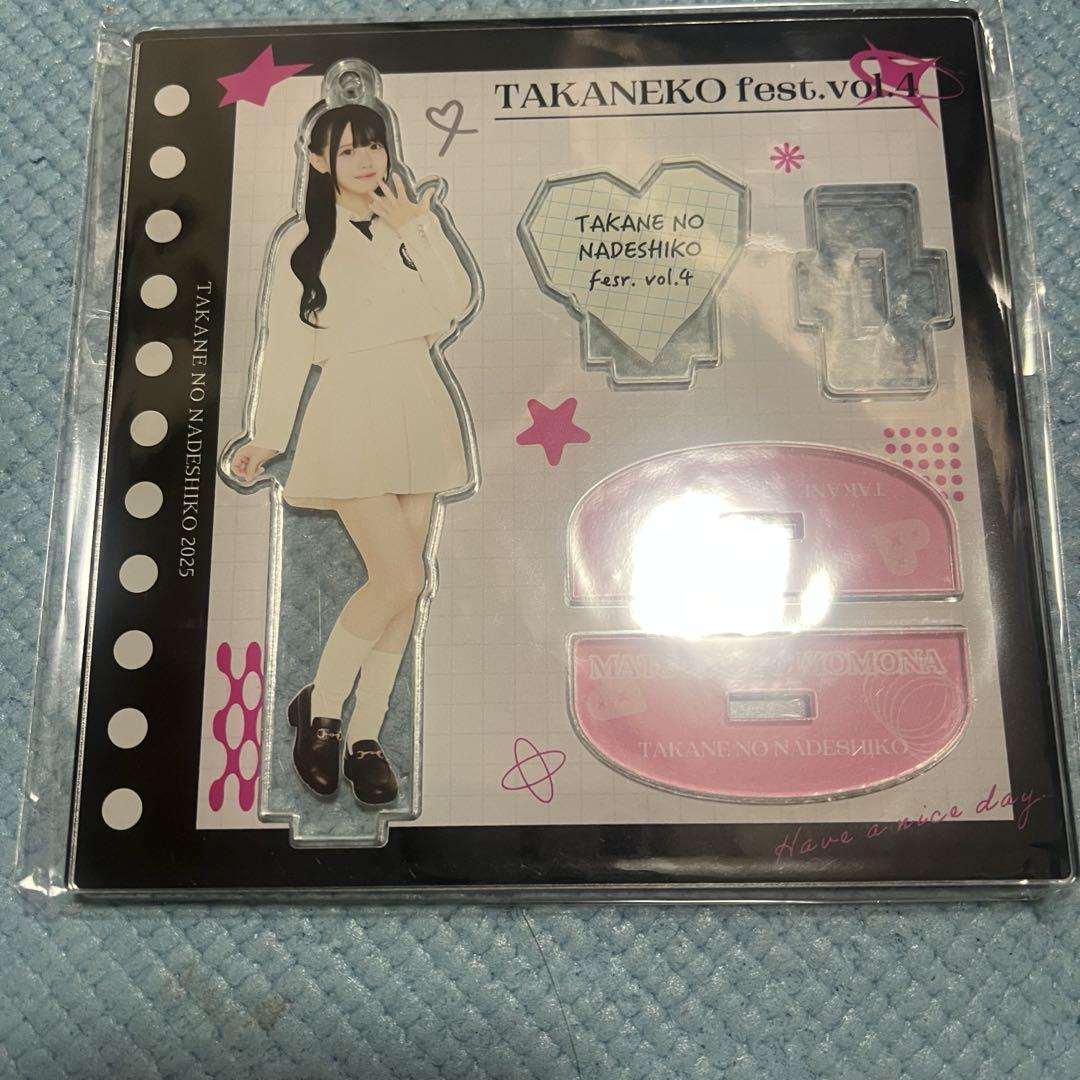 TAKANEKO fest.vol.4
TAKANE NO
NADESHIKO
fesr. vol.4
TAKANE NO NADESHIKO 2025
TAKANE
MOMONA
TAKANE NO NADESHIKO
Have a nice day.